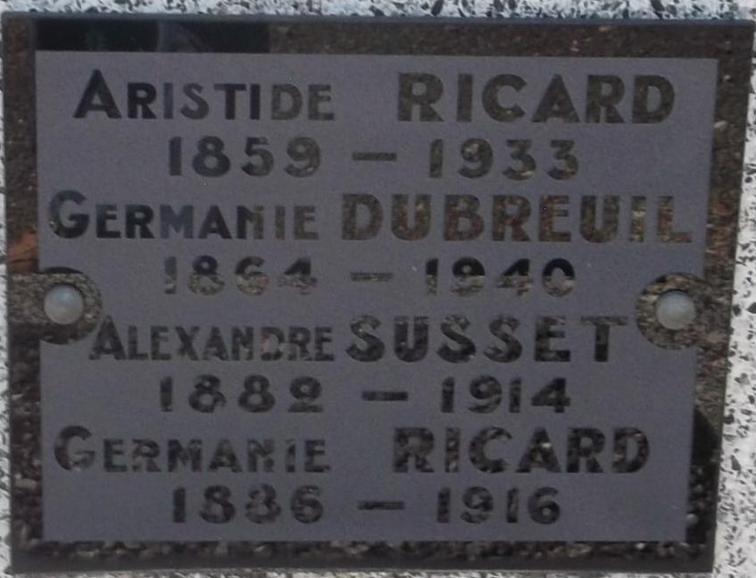 ARISTIDE RICARD
1859 - 1933
GERMANIE DUBREUIL
1864 - 1940
ALEXANDRE SUSSET
1882 - 1914
GERMANIE RICARD
1886 - 1916